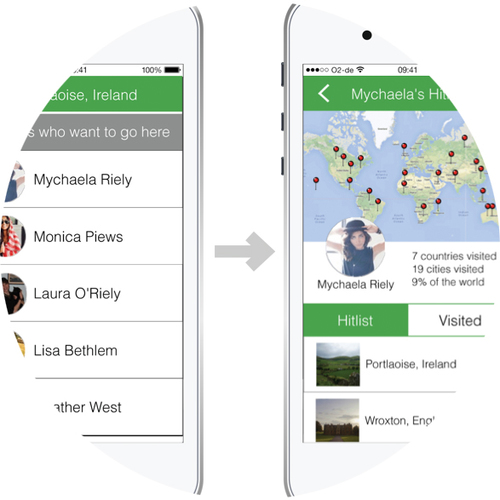 :41 100%
aoise, Ireland
s who want to go here
Mychaela Riely
Monica Piews
Laura O'Riely
Lisa Bethlem
ather West
O2-de 09:41
Mychaela's Hit
7 countries visited
19 cities visited
9% of the world
Mychaela Riely
Hitlist Visited
Portlaoise, Ireland
Wroxton, Eng